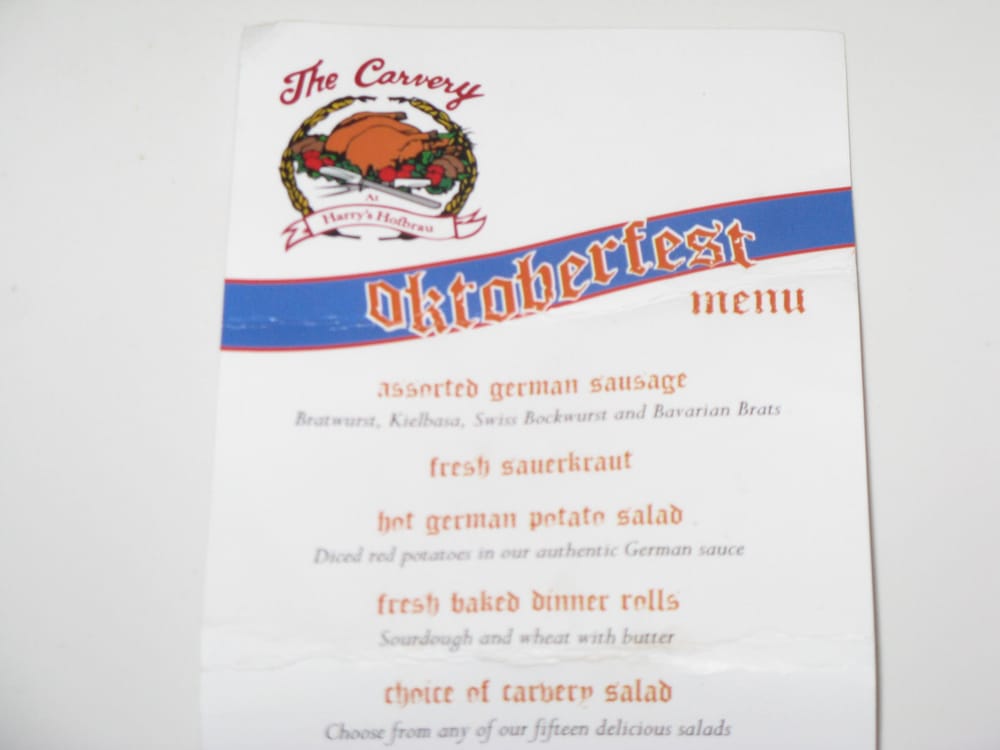 The Carvery
At
Harry's Hofbrau
Oktoberfest
menu
assorted german sausage
Bratwurst, Kielbasa, Swiss Bockwurst and Bavarian Brats
fresh sauerkraut
hot german potato salad
Diced red potatoes in our authentic German sauce
fresh baked dinner rolls
Sourdough and wheat with butter
choice of carvery salad
Choose from any of our fifteen delicious salads